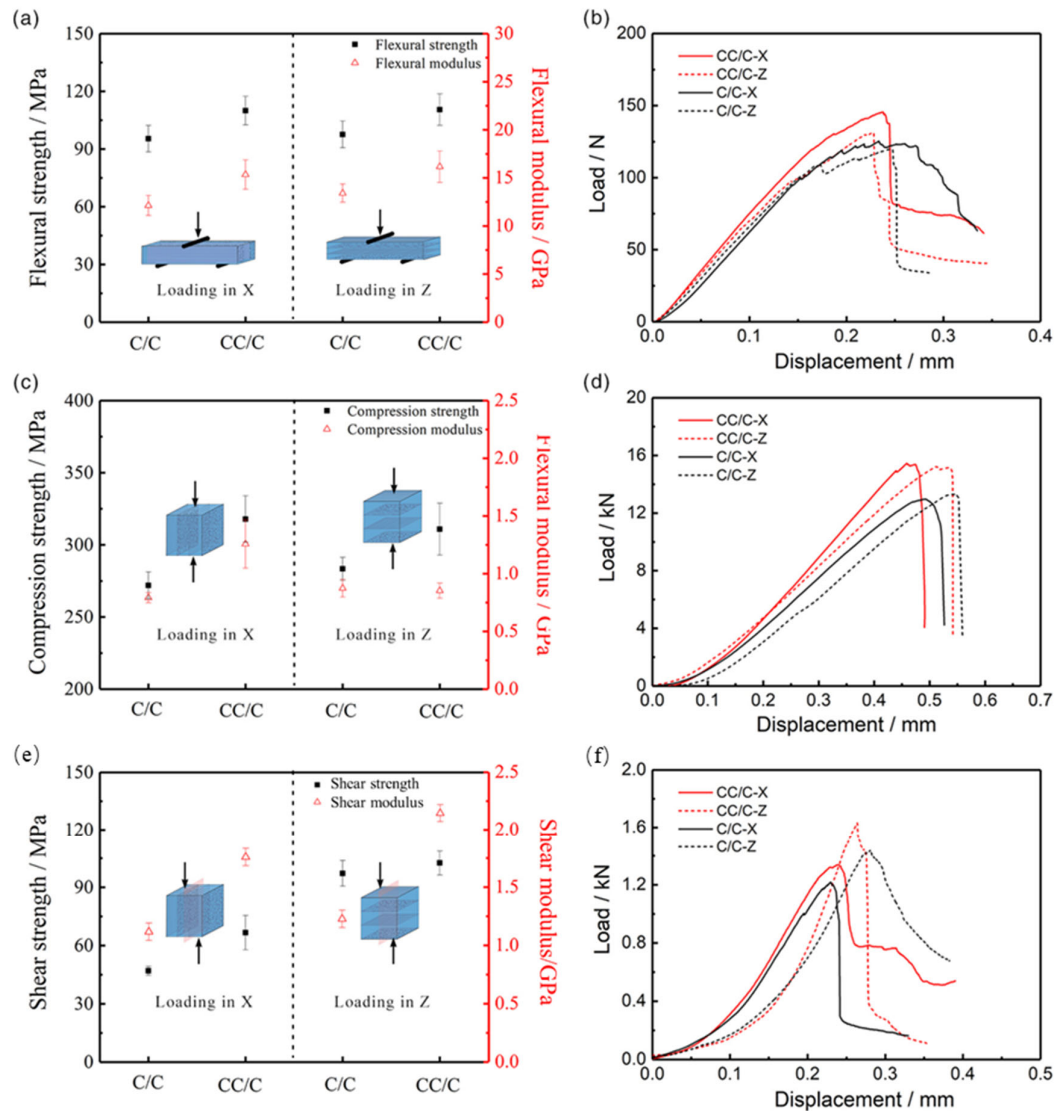 (a)
150
120
90
60
30
0
Flexural strength / MPa
Flexural strength
Flexural modulus
Loading in X
Loading in Z
C/C
CC/C
C/C
CC/C
30
25
20
15
10
5
0
Flexural modulus / GPa
(b)
200
150
100
50
0
Load / N
CC/C-X
CC/C-Z
C/C-X
C/C-Z
0.0
0.1
0.2
0.3
0.4
Displacement / mm
(c)
400
350
300
250
200
Compression strength / MPa
Compression strength
Compression modulus
Loading in X
Loading in Z
C/C
CC/C
C/C
CC/C
2.5
2.0
1.5
1.0
0.5
0.0
Flexural modulus / GPa
(d)
20
16
12
8
4
0
Load / kN
CC/C-X
CC/C-Z
C/C-X
C/C-Z
0.0
0.1
0.2
0.3
0.4
0.5
0.6
0.7
Displacement / mm
(e)
150
120
90
60
30
0
Shear strength / MPa
Shear strength
Shear modulus
Loading in X
Loading in Z
C/C
CC/C
C/C
CC/C
2.5
2.0
1.5
1.0
0.5
0.0
Shear modulus/GPa
(f)
2.0
1.6
1.2
0.8
0.4
0.0
Load / kN
CC/C-X
CC/C-Z
C/C-X
C/C-Z
0.0
0.1
0.2
0.3
0.4
0.5
Displacement / mm